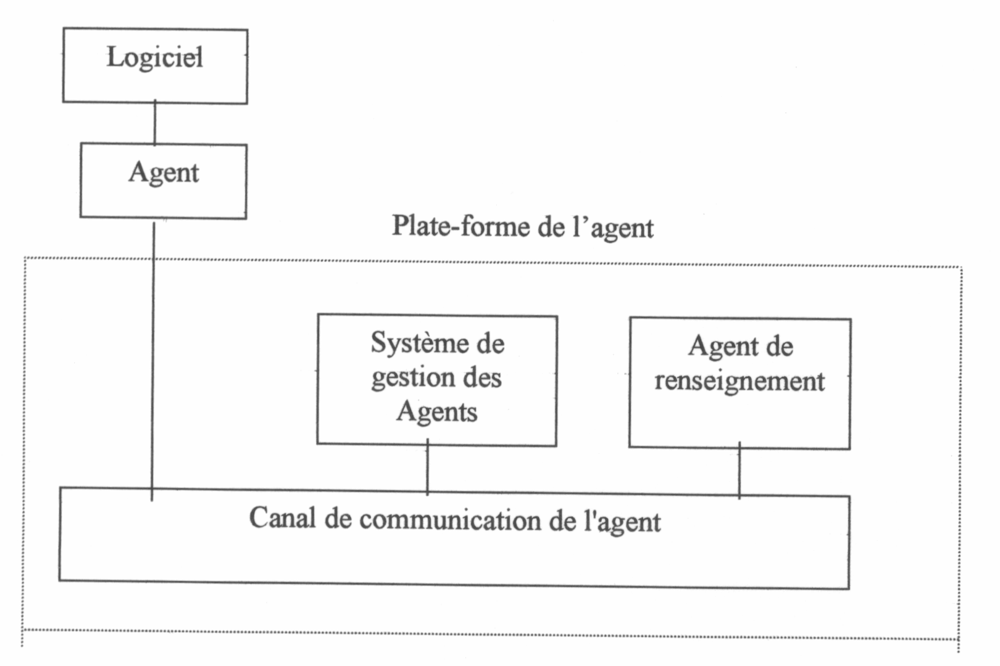 Logiciel
Agent
Plate-forme de l’agent
Système de
gestion des
Agents
Agent de
renseignement
Canal de communication de l'agent